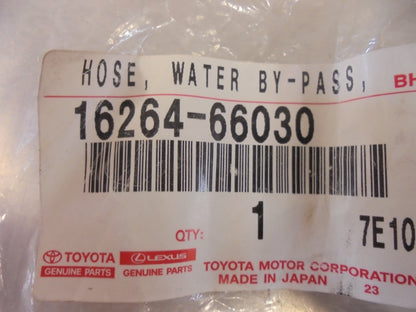 HOSE, WATER BY-PASS,
BH
16264-66030
QTY: 1 7E10
TOYOTA LEXUS
GENUINE PARTS GENUINE PARTS
TOYOTA MOTOR CORPORATION
MADE IN JAPAN 23